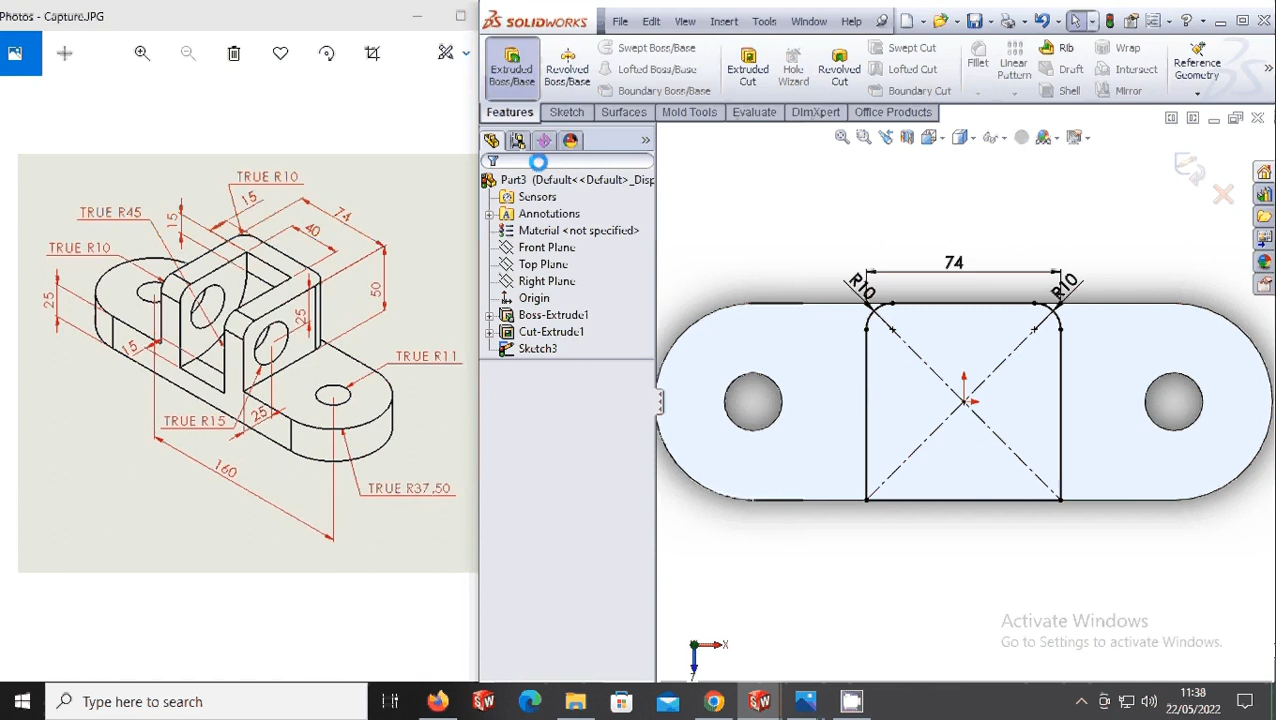 Photos - Capture.JPG
SOLIDWORKS
File Edit View Insert Tools Window Help
Extruded Boss/Base
Revolved Boss/Base
Swept Boss/Base
Lofted Boss/Base
Boundary Boss/Base
Extruded Cut
Hole Wizard
Revolved Cut
Swept Cut
Lofted Cut
Boundary Cut
Fillet
Linear Pattern
Rib
Draft
Shell
Wrap
Intersect
Mirror
Reference Geometry
Features Sketch Surfaces Mold Tools Evaluate DimXpert Office Products
Part3 (Default<<Default>_Disp
Sensors
Annotations
Material <not specified>
Front Plane
Top Plane
Right Plane
Origin
Boss-Extrude1
Cut-Extrude1
Sketch3
TRUE R10
15
74
TRUE R45
15
40
TRUE R10
25
50
25
15
TRUE R11
TRUE R15
25
160
TRUE R37,50
74
R10
R10
X
Activate Windows
Go to Settings to activate Windows.
Type here to search
11:38
22/05/2022